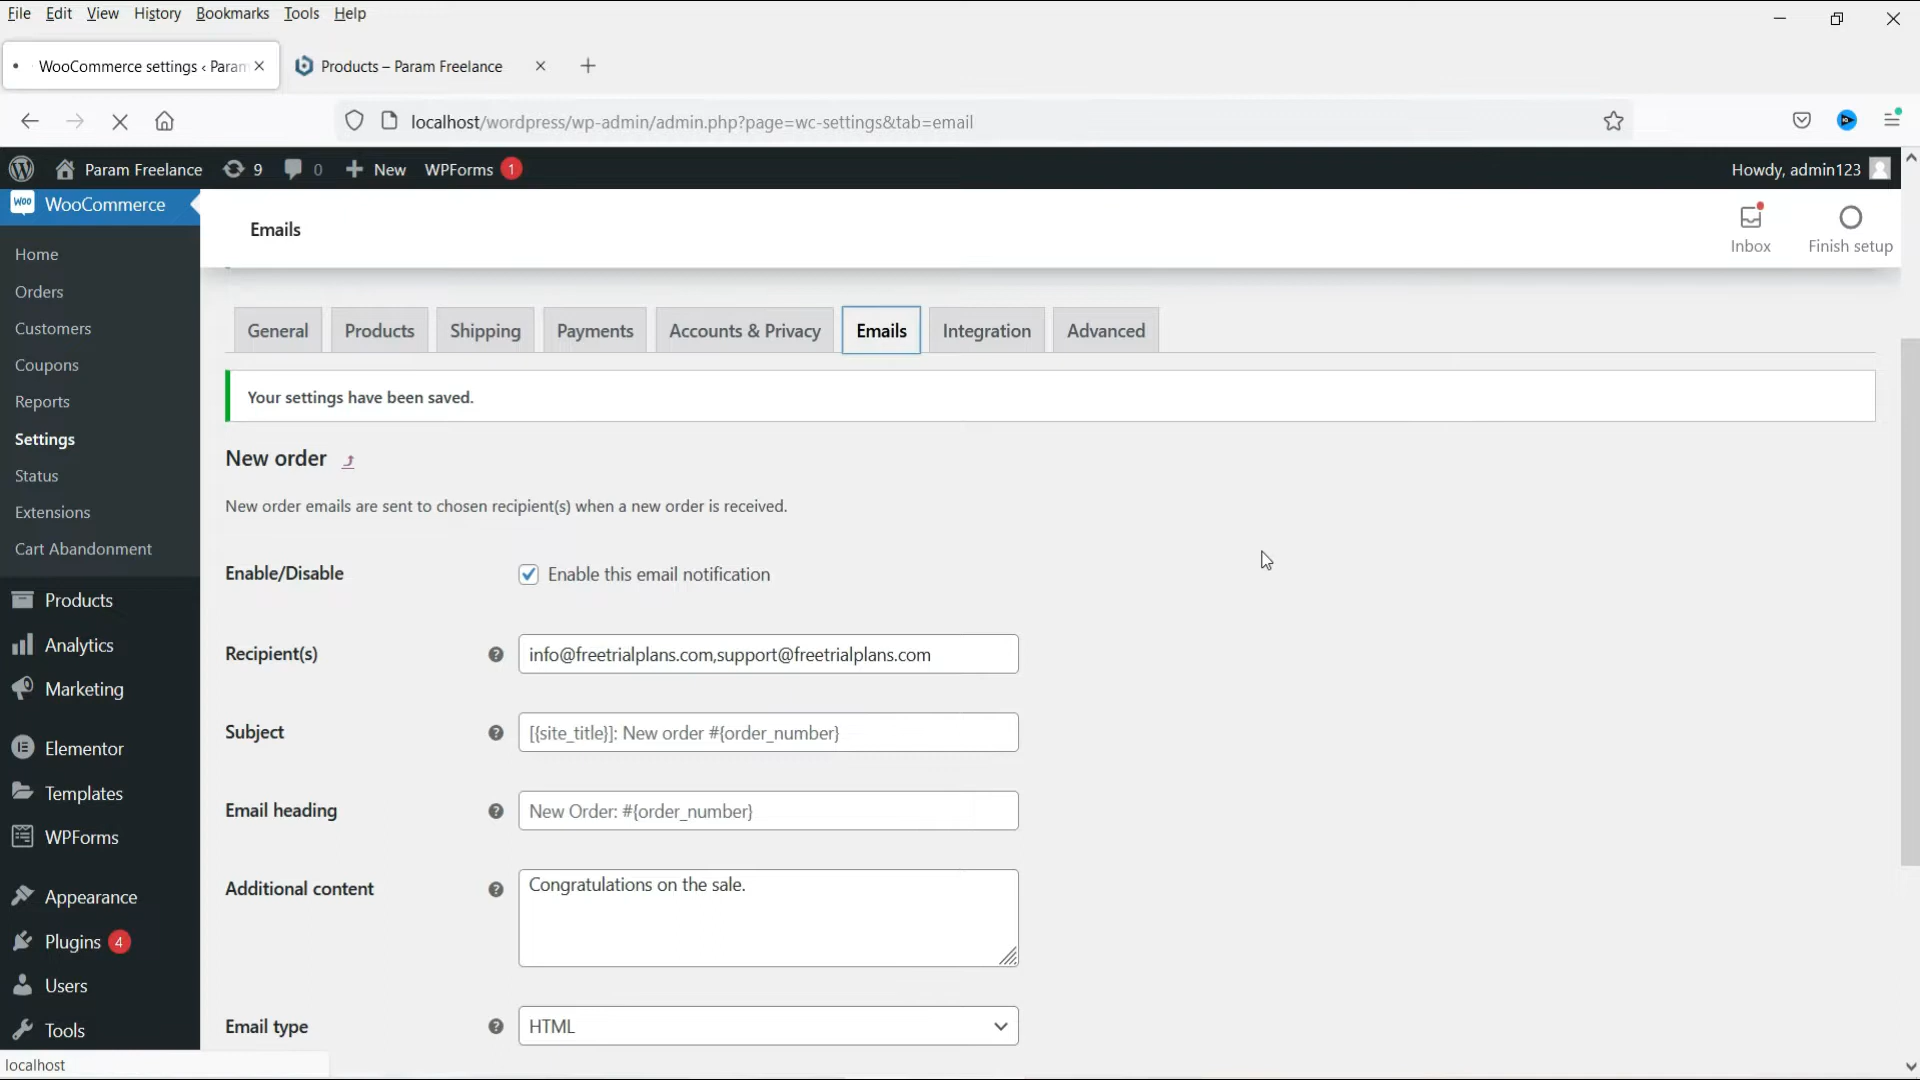 File Edit View History Bookmarks Tools Help
WooCommerce settings ‹ Param
Products – Param Freelance
localhost/wordpress/wp-admin/admin.php?page=wc-settings&tab=email
Param Freelance 9 0 New WPForms 1
Howdy, admin123
WooCommerce
Home
Orders
Customers
Coupons
Reports
Settings
Status
Extensions
Cart Abandonment
Products
Analytics
Marketing
Elementor
Templates
WPForms
Appearance
Plugins 4
Users
Tools
localhost
Emails
Inbox
Finish setup
General Products Shipping Payments Accounts & Privacy Emails Integration Advanced
Your settings have been saved.
New order
New order emails are sent to chosen recipient(s) when a new order is received.
Enable/Disable
Enable this email notification
Recipient(s)
info@freetrialplans.com,support@freetrialplans.com
Subject
[{site_title}]: New order #{order_number}
Email heading
New Order: #{order_number}
Additional content
Congratulations on the sale.
Email type
HTML